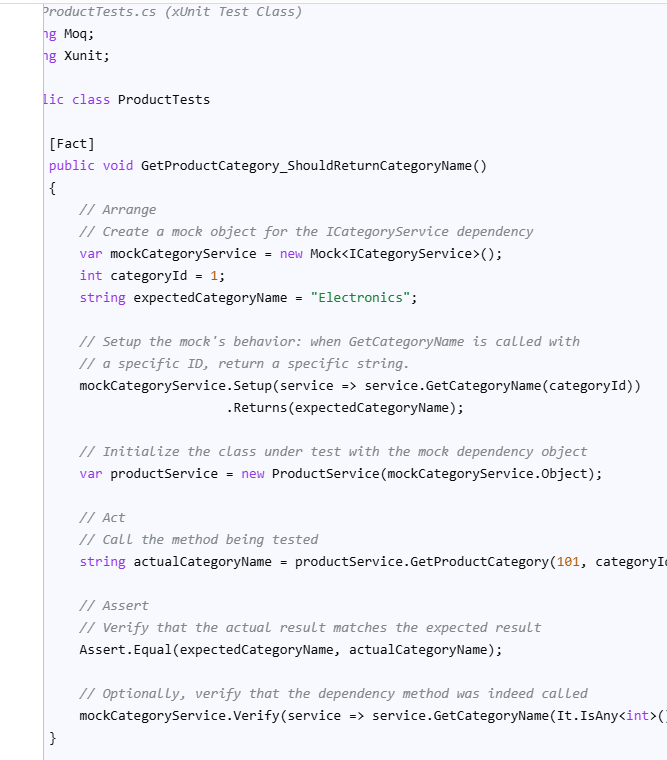 ProductTests.cs (xUnit Test Class)
ng Moq;
ng Xunit;
lic class ProductTests
[Fact]
public void GetProductCategory_ShouldReturnCategoryName()
{
// Arrange
// Create a mock object for the ICategoryService dependency
var mockCategoryService = new Mock<ICategoryService>();
int categoryId = 1;
string expectedCategoryName = "Electronics";
// Setup the mock's behavior: when GetCategoryName is called with
// a specific ID, return a specific string.
mockCategoryService.Setup(service => service.GetCategoryName(categoryId))
.Returns(expectedCategoryName);
// Initialize the class under test with the mock dependency object
var productService = new ProductService(mockCategoryService.Object);
// Act
// Call the method being tested
string actualCategoryName = productService.GetProductCategory(101, categoryId
// Assert
// Verify that the actual result matches the expected result
Assert.Equal(expectedCategoryName, actualCategoryName);
// Optionally, verify that the dependency method was indeed called
mockCategoryService.Verify(service => service.GetCategoryName(It.IsAny<int>()
}